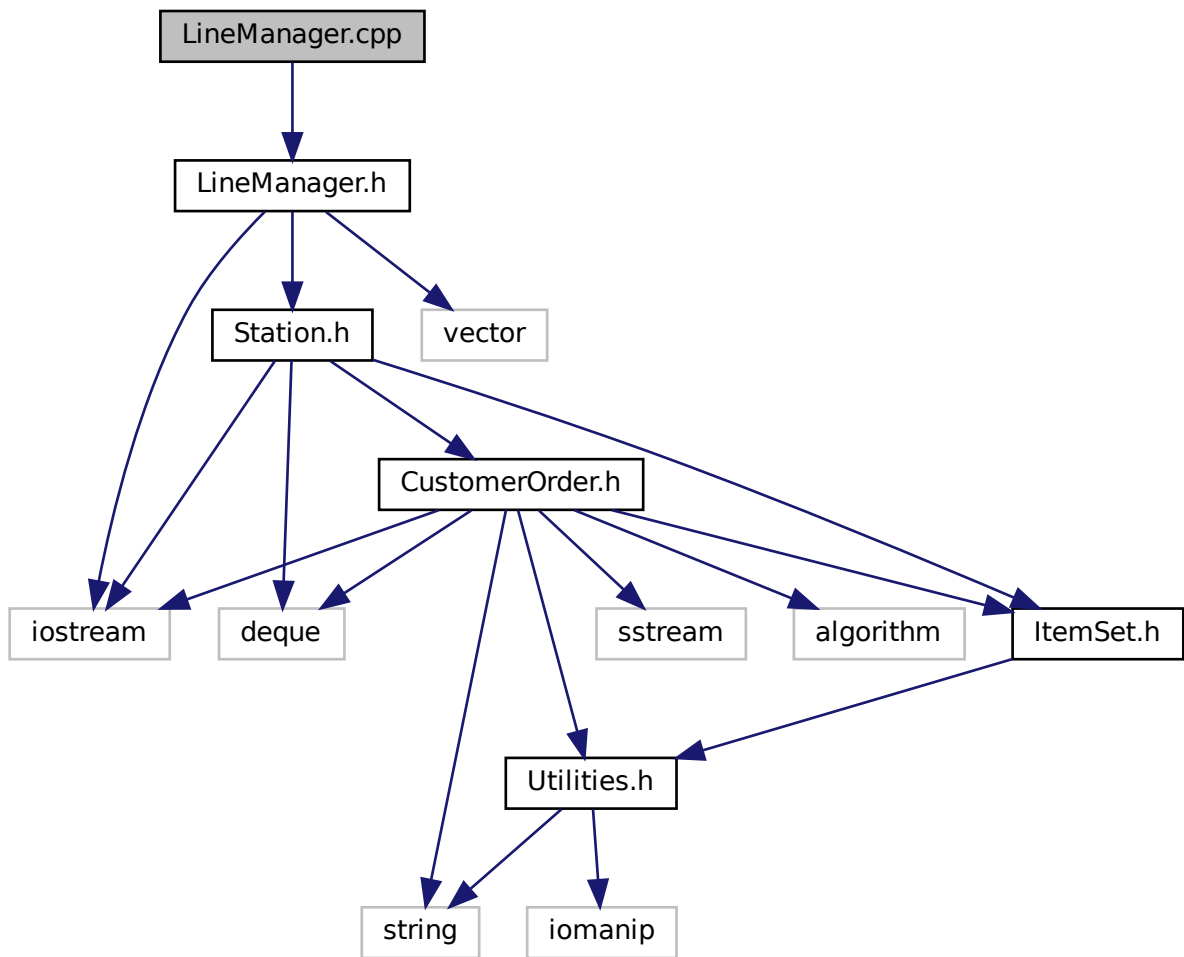 LineManager.cpp
LineManager.h
Station.h
vector
CustomerOrder.h
iostream
deque
sstream
algorithm
ItemSet.h
Utilities.h
string
iomanip